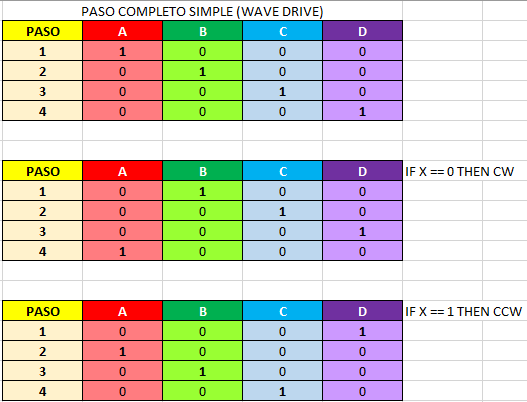 PASO COMPLETO SIMPLE (WAVE DRIVE)
PASO A B C D
1 1 0 0 0
2 0 1 0 0
3 0 0 1 0
4 0 0 0 1
PASO A B C D IF X == 0 THEN CW
1 0 1 0 0
2 0 0 1 0
3 0 0 0 1
4 1 0 0 0
PASO A B C D IF X == 1 THEN CCW
1 0 0 0 1
2 1 0 0 0
3 0 1 0 0
4 0 0 1 0